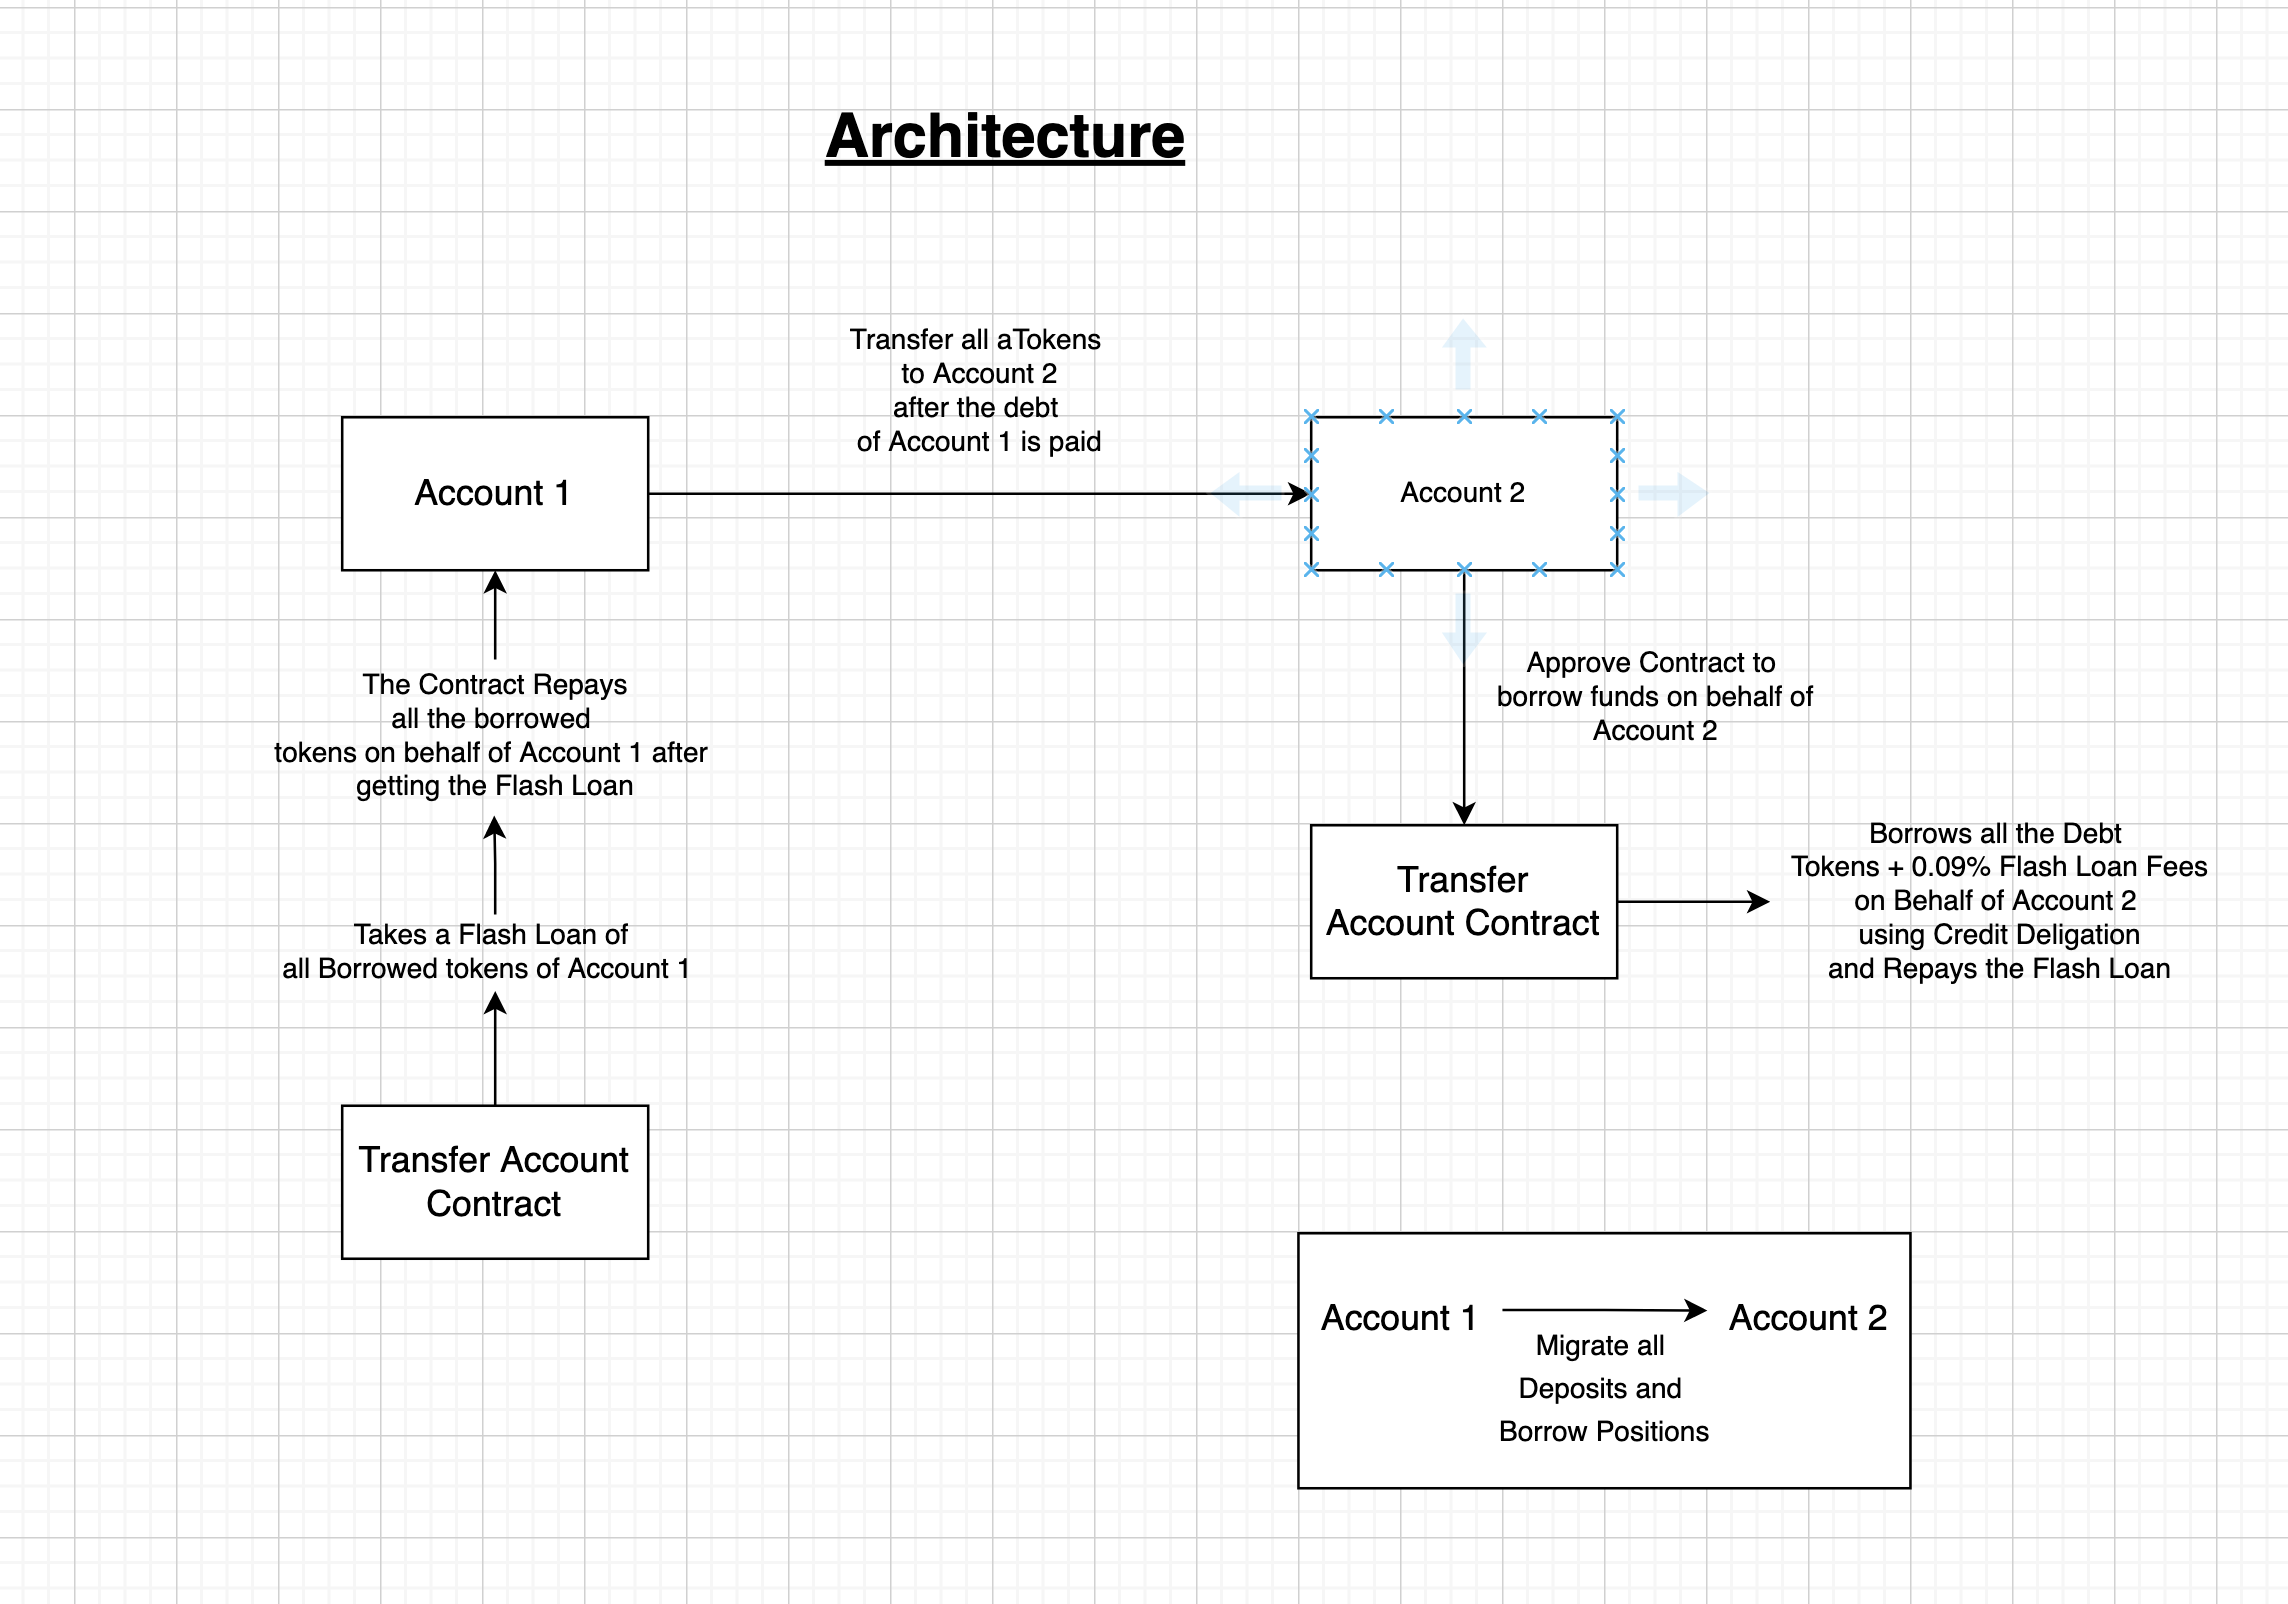 Architecture
Transfer all aTokens
to Account 2
after the debt
of Account 1 is paid
Account 1
Account 2
The Contract Repays
all the borrowed
tokens on behalf of Account 1 after
getting the Flash Loan
Approve Contract to
borrow funds on behalf of
Account 2
Takes a Flash Loan of
all Borrowed tokens of Account 1
Transfer
Account Contract
Borrows all the Debt
Tokens + 0.09% Flash Loan Fees
on Behalf of Account 2
using Credit Deligation
and Repays the Flash Loan
Transfer Account
Contract
Account 1
Account 2
Migrate all
Deposits and
Borrow Positions